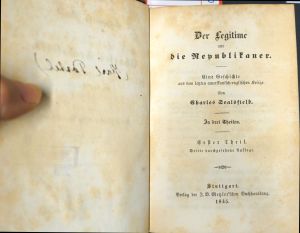 Der Legitime
und
die Republikaner.
Eine Geschichte
aus dem letzten amerikanisch-englischen Kriege
Von
Charles Sealsfield.
In drei Theilen.
Erster Theil.
Dritte durchgesehene Auflage.
Stuttgart.
Verlag der J. B. Metzler'schen Buchhandlung.
1845.